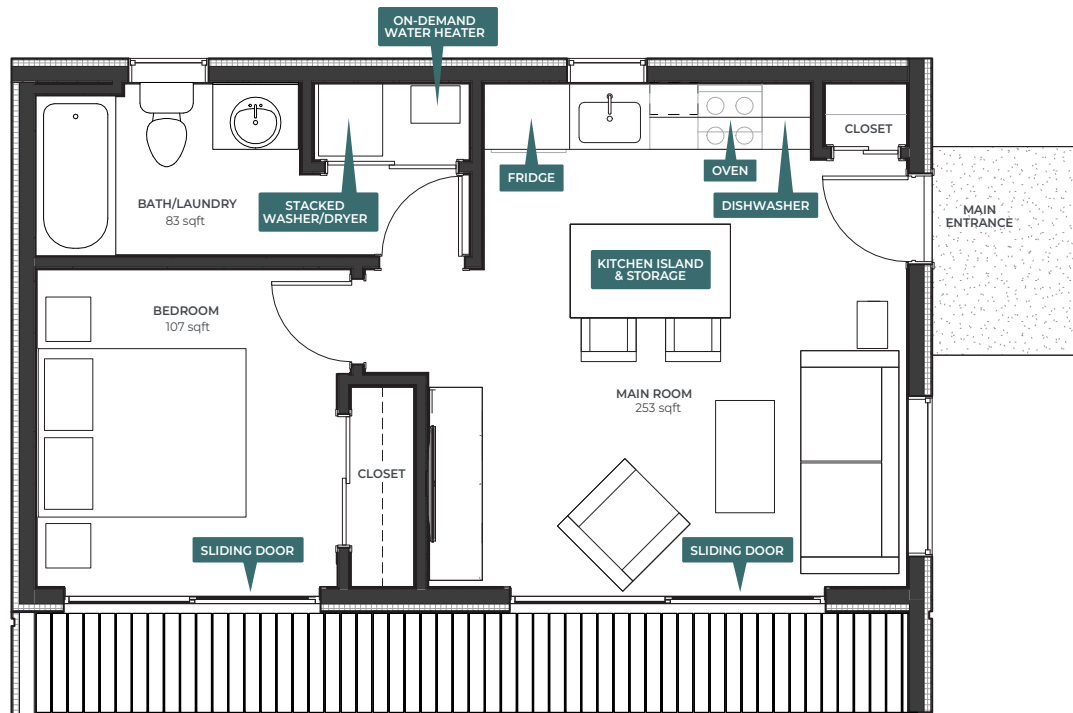 ON-DEMAND
WATER HEATER
CLOSET
FRIDGE
OVEN
BATH/LAUNDRY
83 sqft
STACKED
WASHER/DRYER
DISHWASHER
MAIN
ENTRANCE
KITCHEN ISLAND
& STORAGE
BEDROOM
107 sqft
MAIN ROOM
253 sqft
CLOSET
SLIDING DOOR
SLIDING DOOR